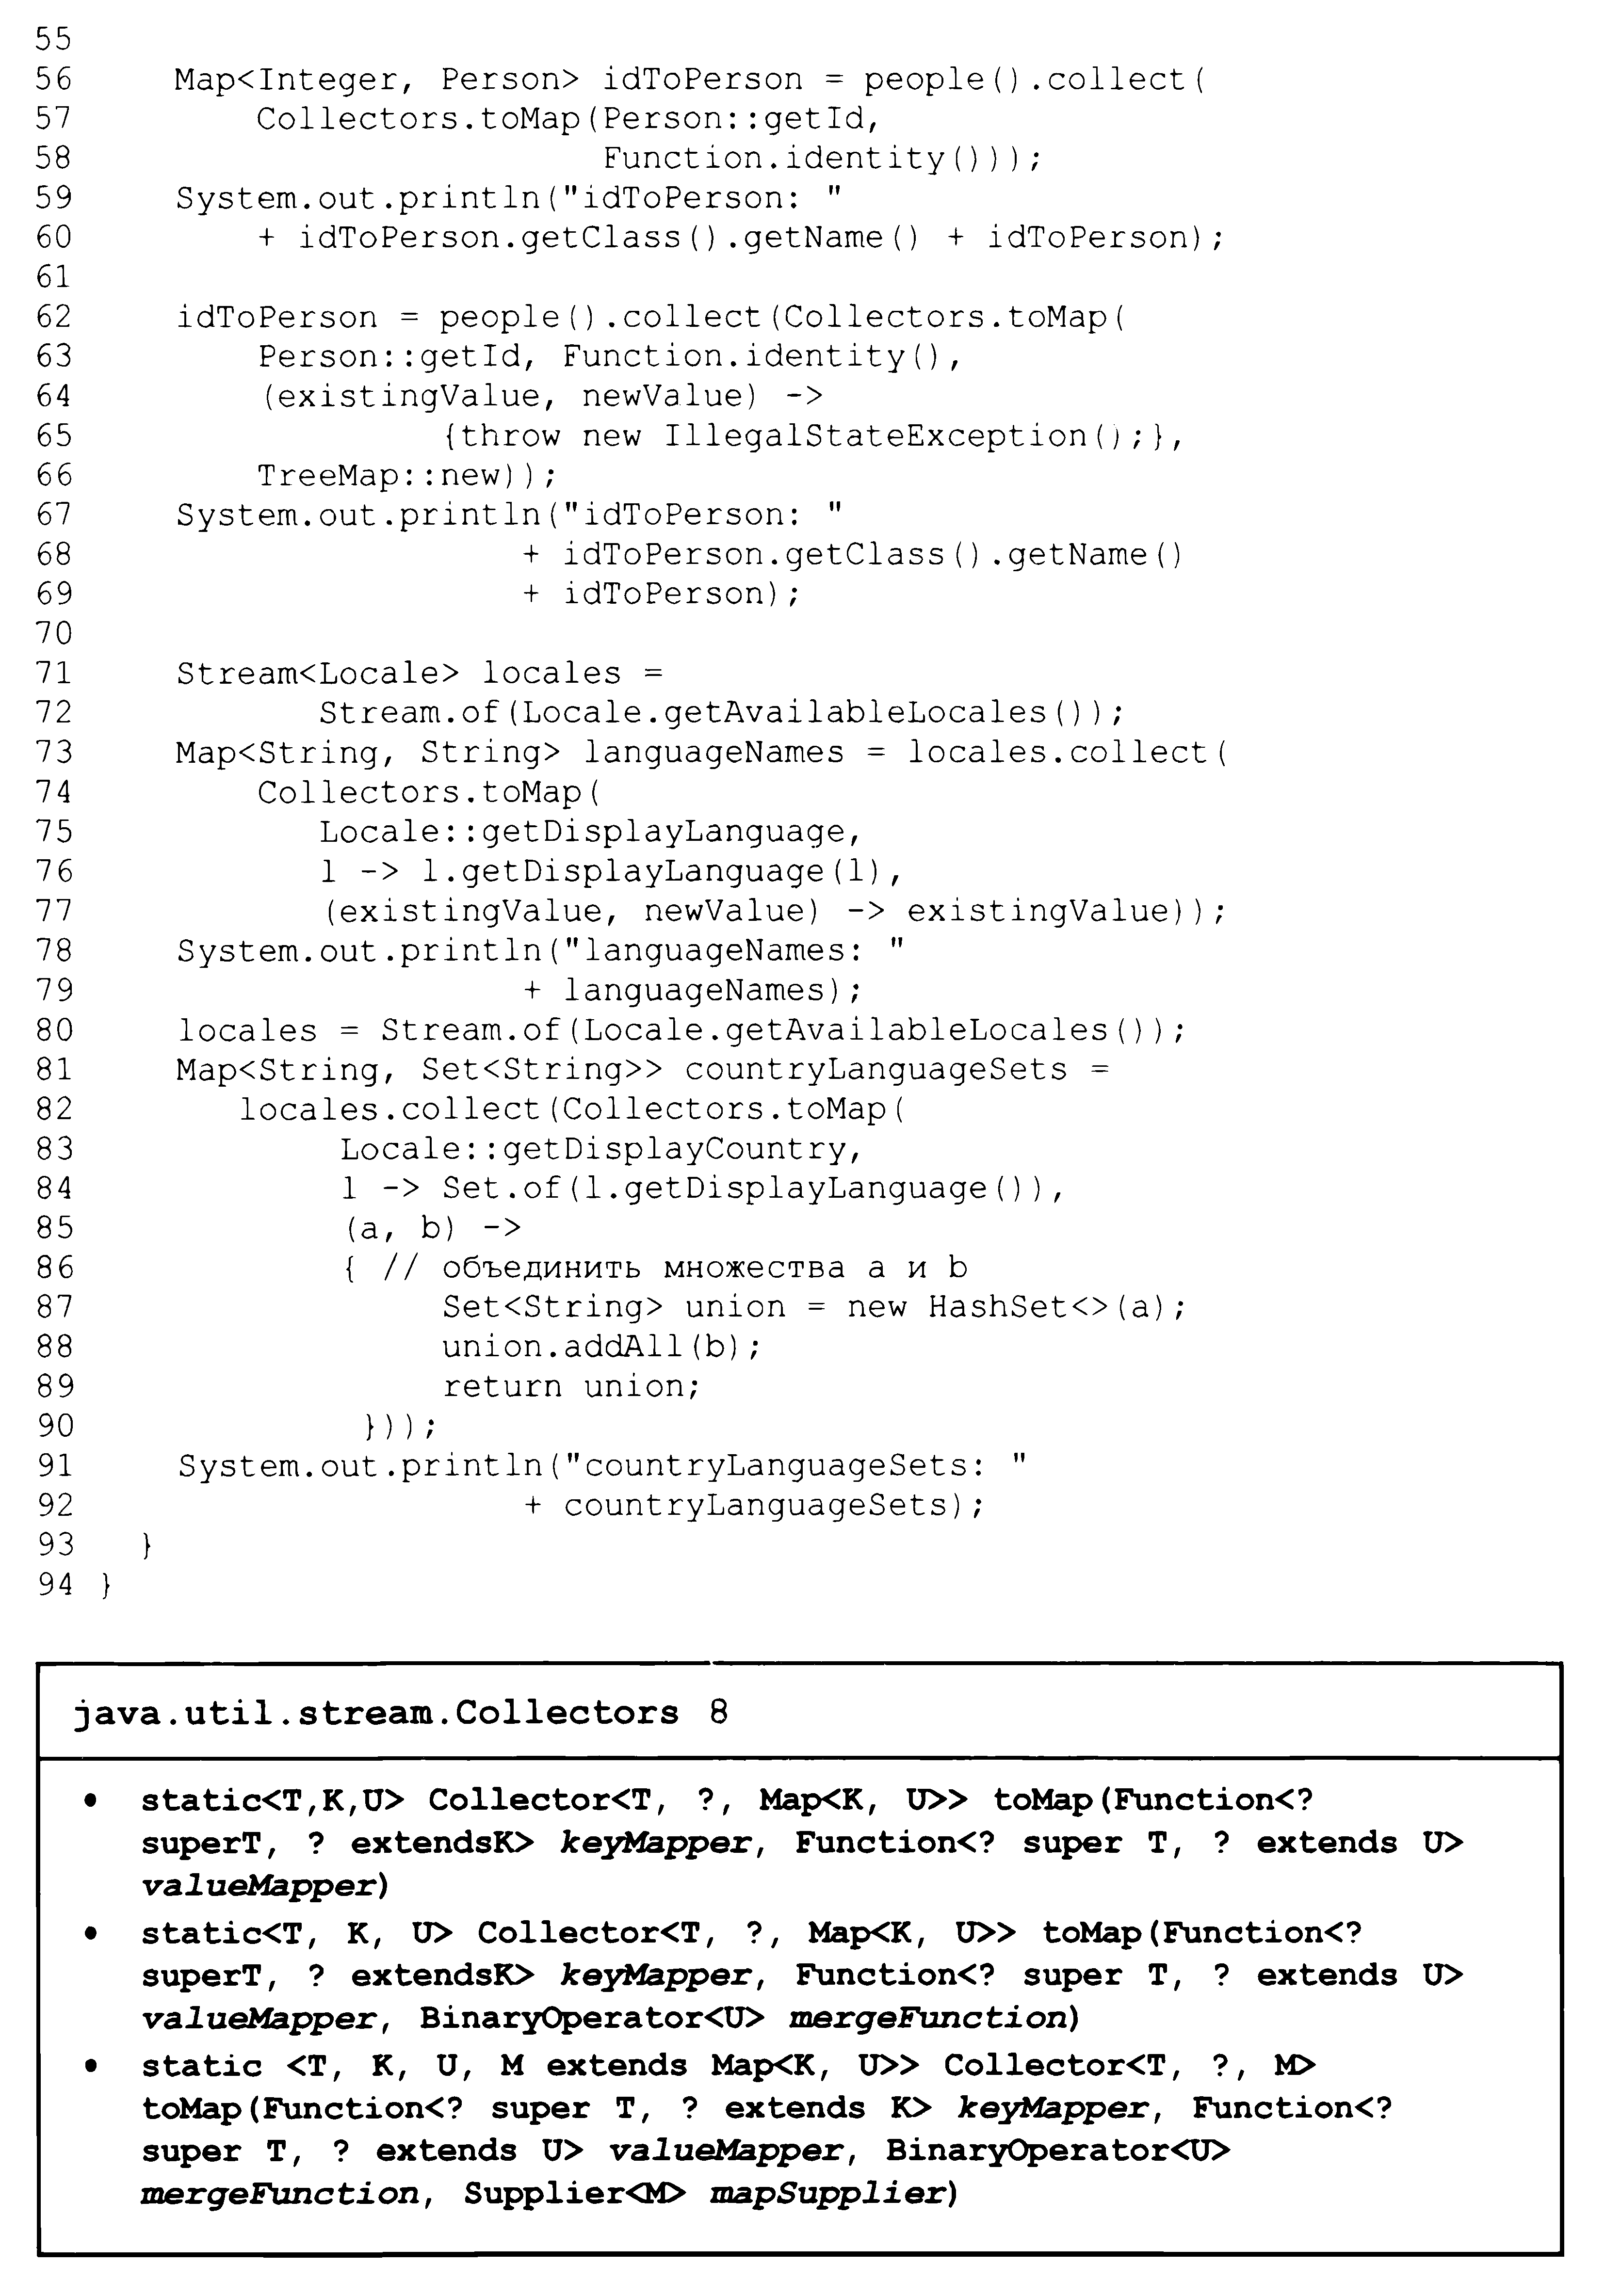 55
56 Map<Integer, Person> idToPerson = people().collect(
57 Collectors.toMap(Person::getId,
58 Function.identity()));
59 System.out.println("idToPerson: "
60 + idToPerson.getClass().getName() + idToPerson);
61
62 idToPerson = people().collect(Collectors.toMap(
63 Person::getId, Function.identity(),
64 (existingValue, newValue) ->
65 {throw new IllegalStateException();},
66 TreeMap::new));
67 System.out.println("idToPerson: "
68 + idToPerson.getClass().getName()
69 + idToPerson);
70
71 Stream<Locale> locales =
72 Stream.of(Locale.getAvailableLocales());
73 Map<String, String> languageNames = locales.collect(
74 Collectors.toMap(
75 Locale::getDisplayLanguage,
76 l -> l.getDisplayLanguage(l),
77 (existingValue, newValue) -> existingValue));
78 System.out.println("languageNames: "
79 + languageNames);
80 locales = Stream.of(Locale.getAvailableLocales());
81 Map<String, Set<String>> countryLanguageSets =
82 locales.collect(Collectors.toMap(
83 Locale::getDisplayCountry,
84 l -> Set.of(l.getDisplayLanguage()),
85 (a, b) ->
86 { // объединить множества a и b
87 Set<String> union = new HashSet<>(a);
88 union.addAll(b);
89 return union;
90 }));
91 System.out.println("countryLanguageSets: "
92 + countryLanguageSets);
93 }
94 }
java.util.stream.Collectors 8
• static<T,K,U> Collector<T, ?, Map<K, U>> toMap(Function<?
superT, ? extendsK> keyMapper, Function<? super T, ? extends U>
valueMapper)
• static<T, K, U> Collector<T, ?, Map<K, U>> toMap(Function<?
superT, ? extendsK> keyMapper, Function<? super T, ? extends U>
valueMapper, BinaryOperator<U> mergeFunction)
• static <T, K, U, M extends Map<K, U>> Collector<T, ?, M>
toMap(Function<? super T, ? extends K> keyMapper, Function<?
super T, ? extends U> valueMapper, BinaryOperator<U>
mergeFunction, Supplier<M> mapSupplier)